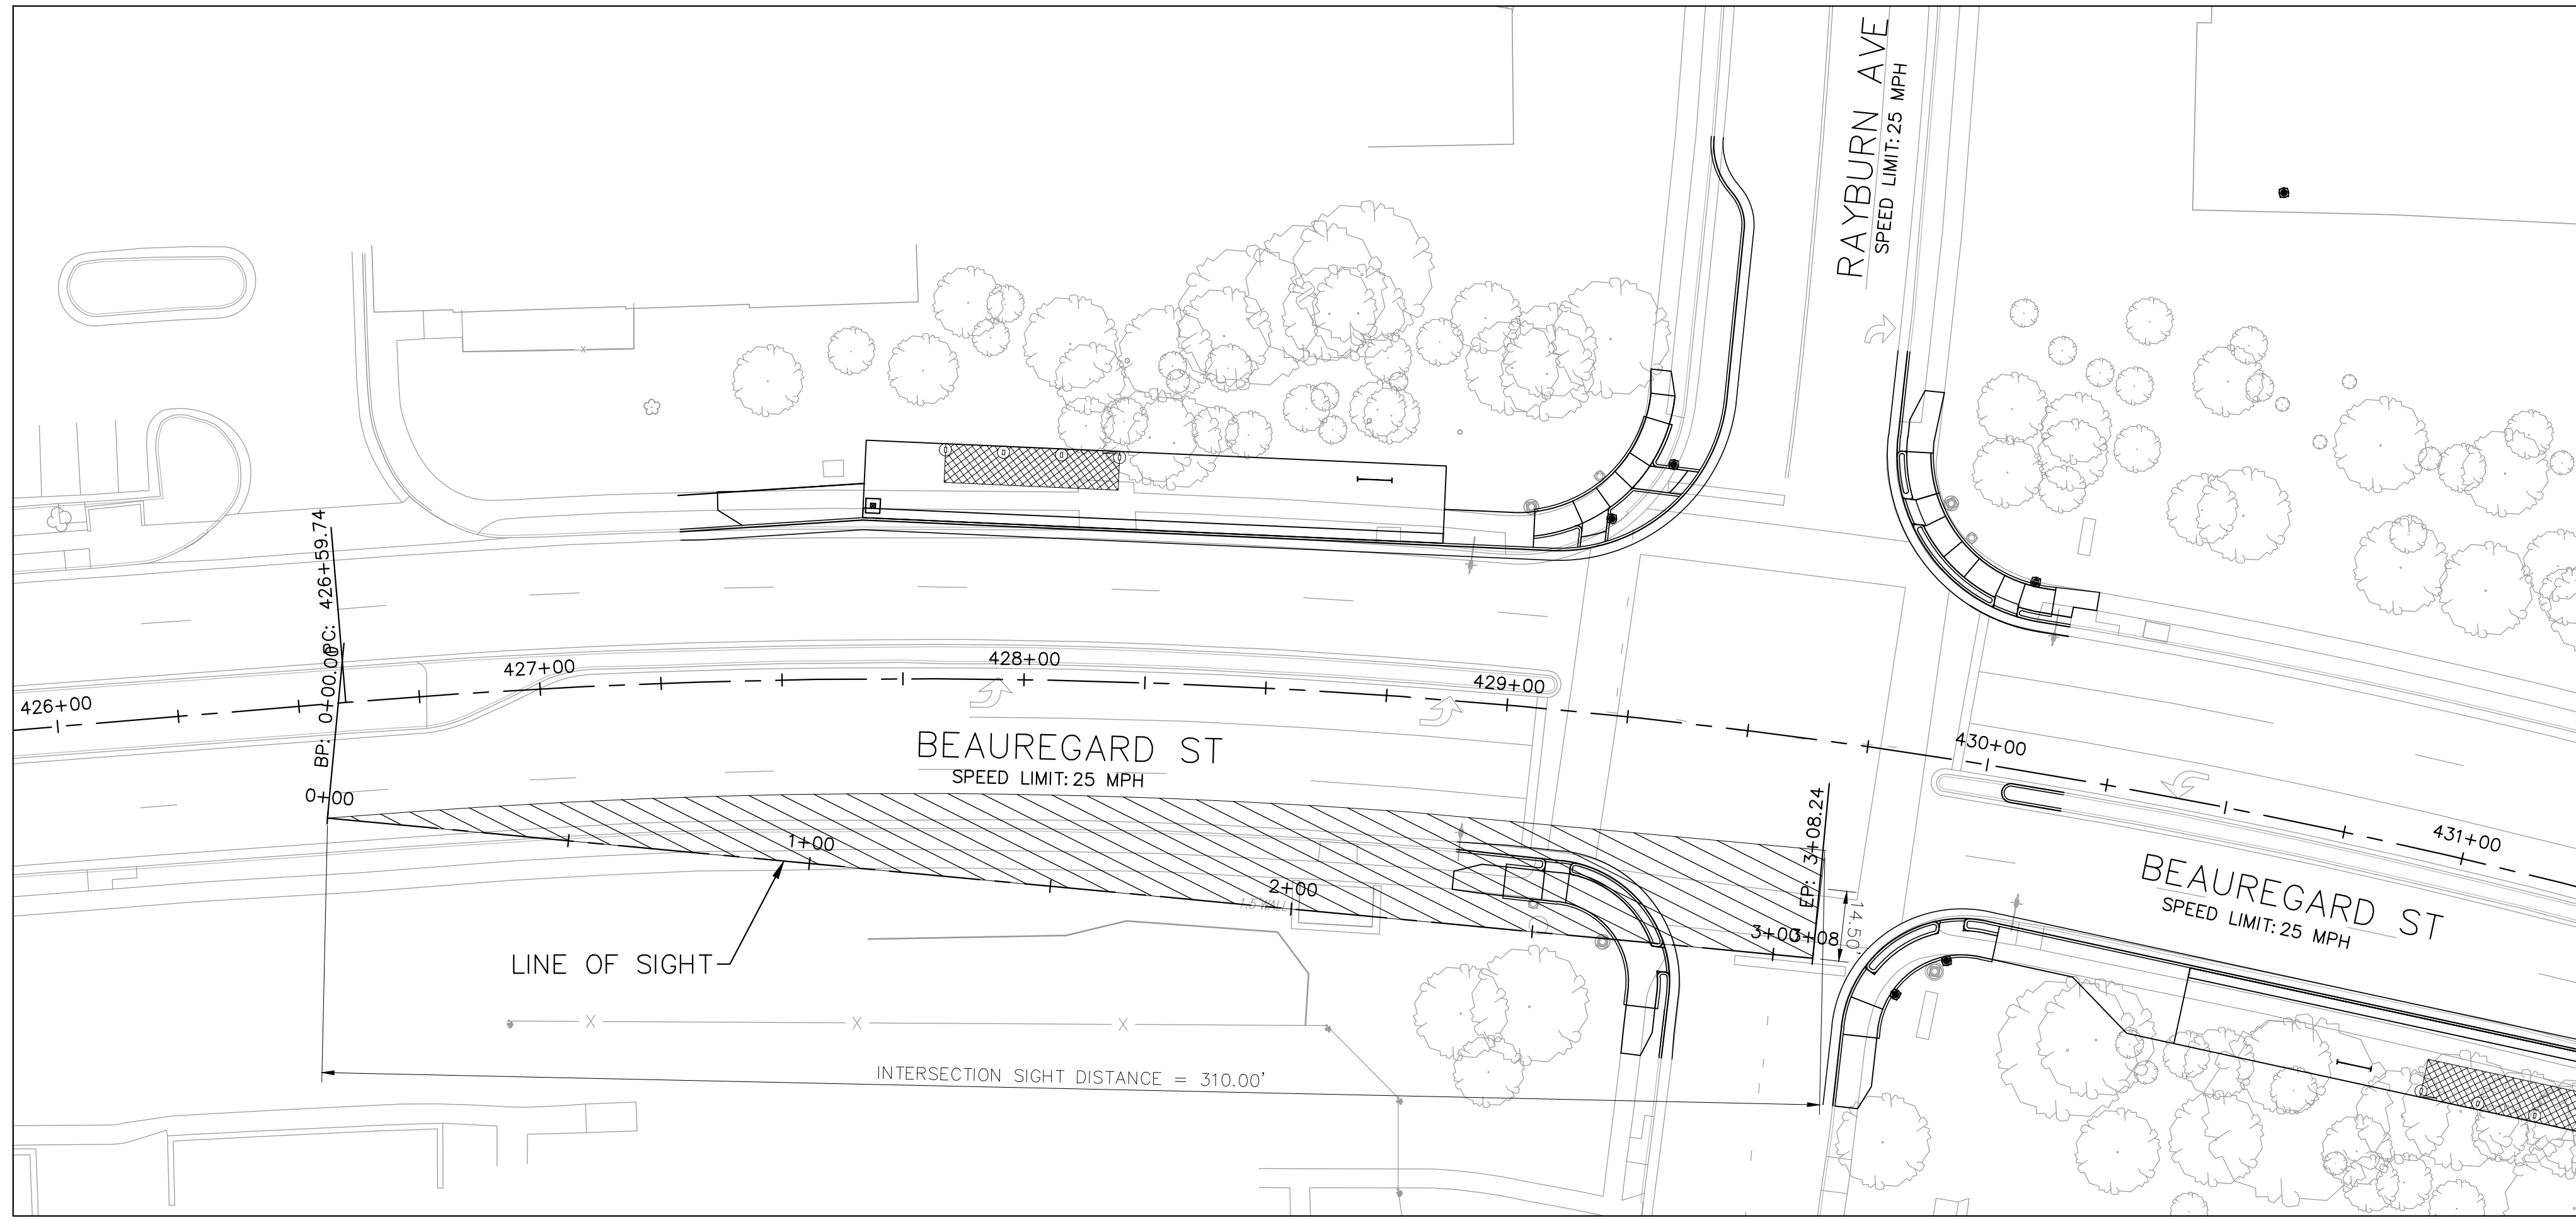 RAYBURN AVE
SPEED LIMIT: 25 MPH
PC: 426+59.74
BP: 0+00.00
426+00
427+00
428+00
429+00
430+00
431+00
BEAUREGARD ST
SPEED LIMIT: 25 MPH
0+00
1+00
2+00
3+00
3+08
1.5' WALL
EP: 3+08.24
14.50'
BEAUREGARD ST
SPEED LIMIT: 25 MPH
LINE OF SIGHT
X X X
INTERSECTION SIGHT DISTANCE = 310.00'